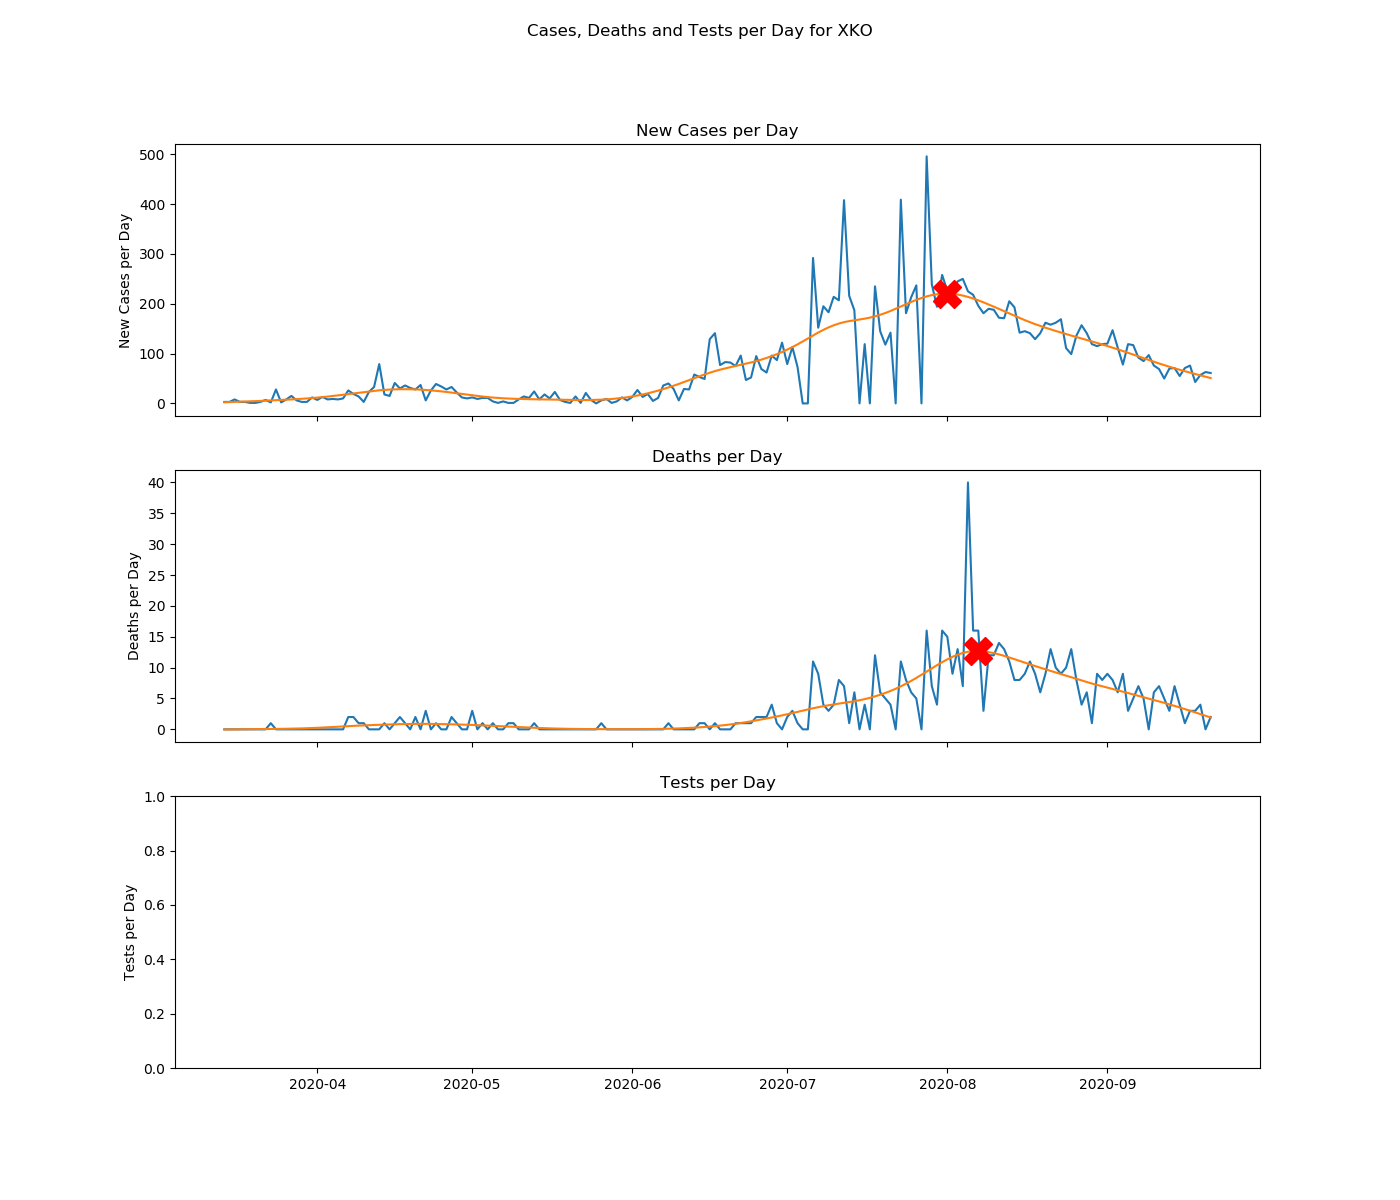 Cases, Deaths and Tests per Day for XKO
New Cases per Day
New Cases per Day
500
400
300
200
100
0
Deaths per Day
Deaths per Day
40
35
30
25
20
15
10
5
0
Tests per Day
Tests per Day
1.0
0.8
0.6
0.4
0.2
0.0
2020-04 2020-05 2020-06 2020-07 2020-08 2020-09